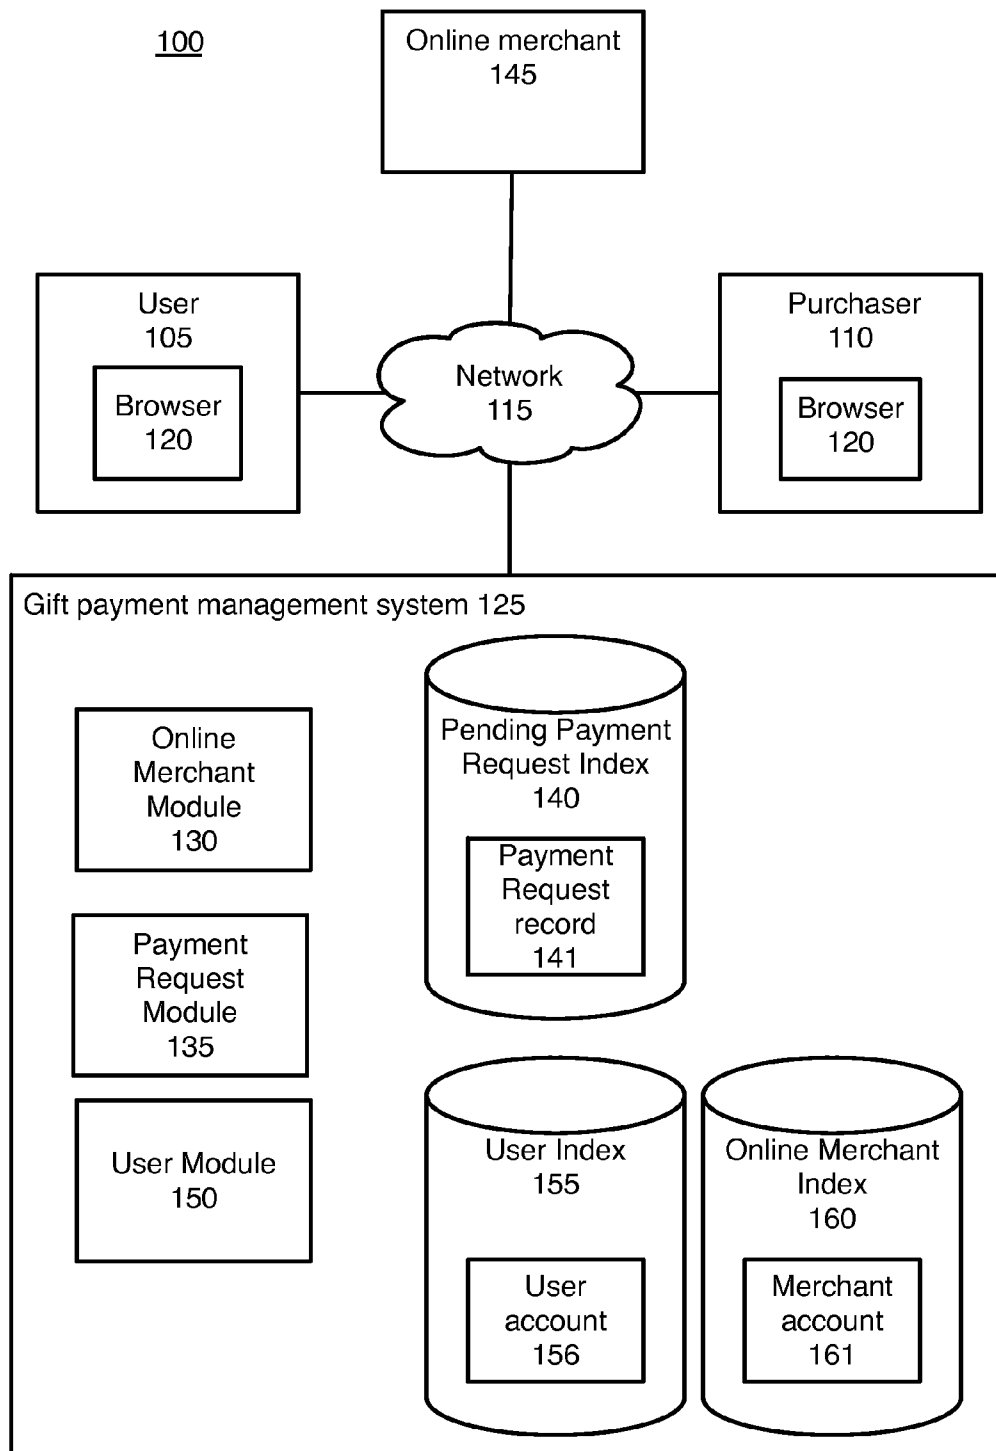 100
Online merchant
145
User
105
Browser
120
Network
115
Purchaser
110
Browser
120
Gift payment management system 125
Online
Merchant
Module
130
Pending Payment
Request Index
140
Payment
Request
record
141
Payment
Request
Module
135
User Module
150
User Index
155
User
account
156
Online Merchant
Index
160
Merchant
account
161